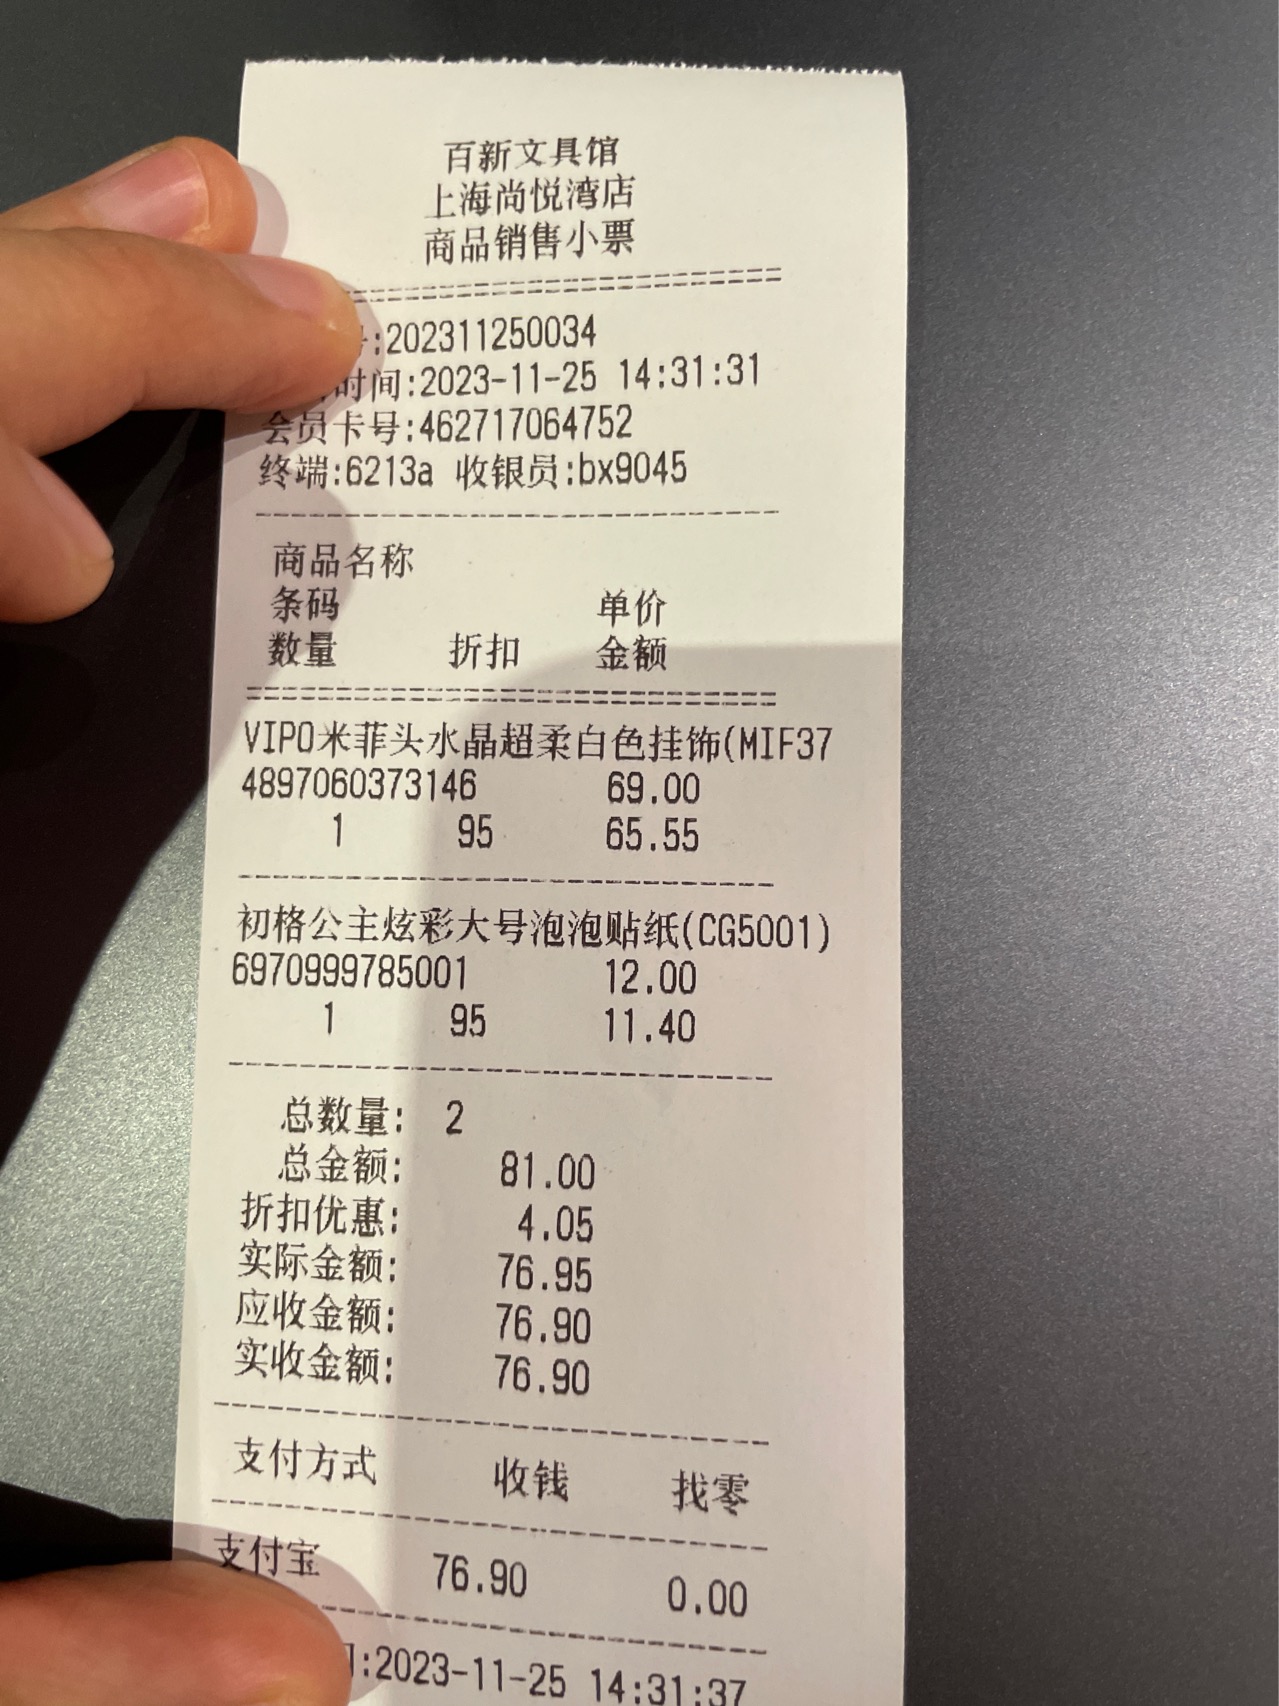 百新文具馆
上海尚悦湾店
商品销售小票
号:202311250034
时间:2023-11-25 14:31:31
会员卡号:462717064752
终端:6213a 收银员:bx9045
商品名称
条码 单价
数量 折扣 金额
VIPO米菲头水晶超柔白色挂饰(MIF37
4897060373146 69.00
1 95 65.55
初格公主炫彩大号泡泡贴纸(CG5001)
6970999785001 12.00
1 95 11.40
总数量: 2
总金额: 81.00
折扣优惠: 4.05
实际金额: 76.95
应收金额: 76.90
实收金额: 76.90
支付方式 收钱 找零
支付宝 76.90 0.00
:2023-11-25 14:31:37